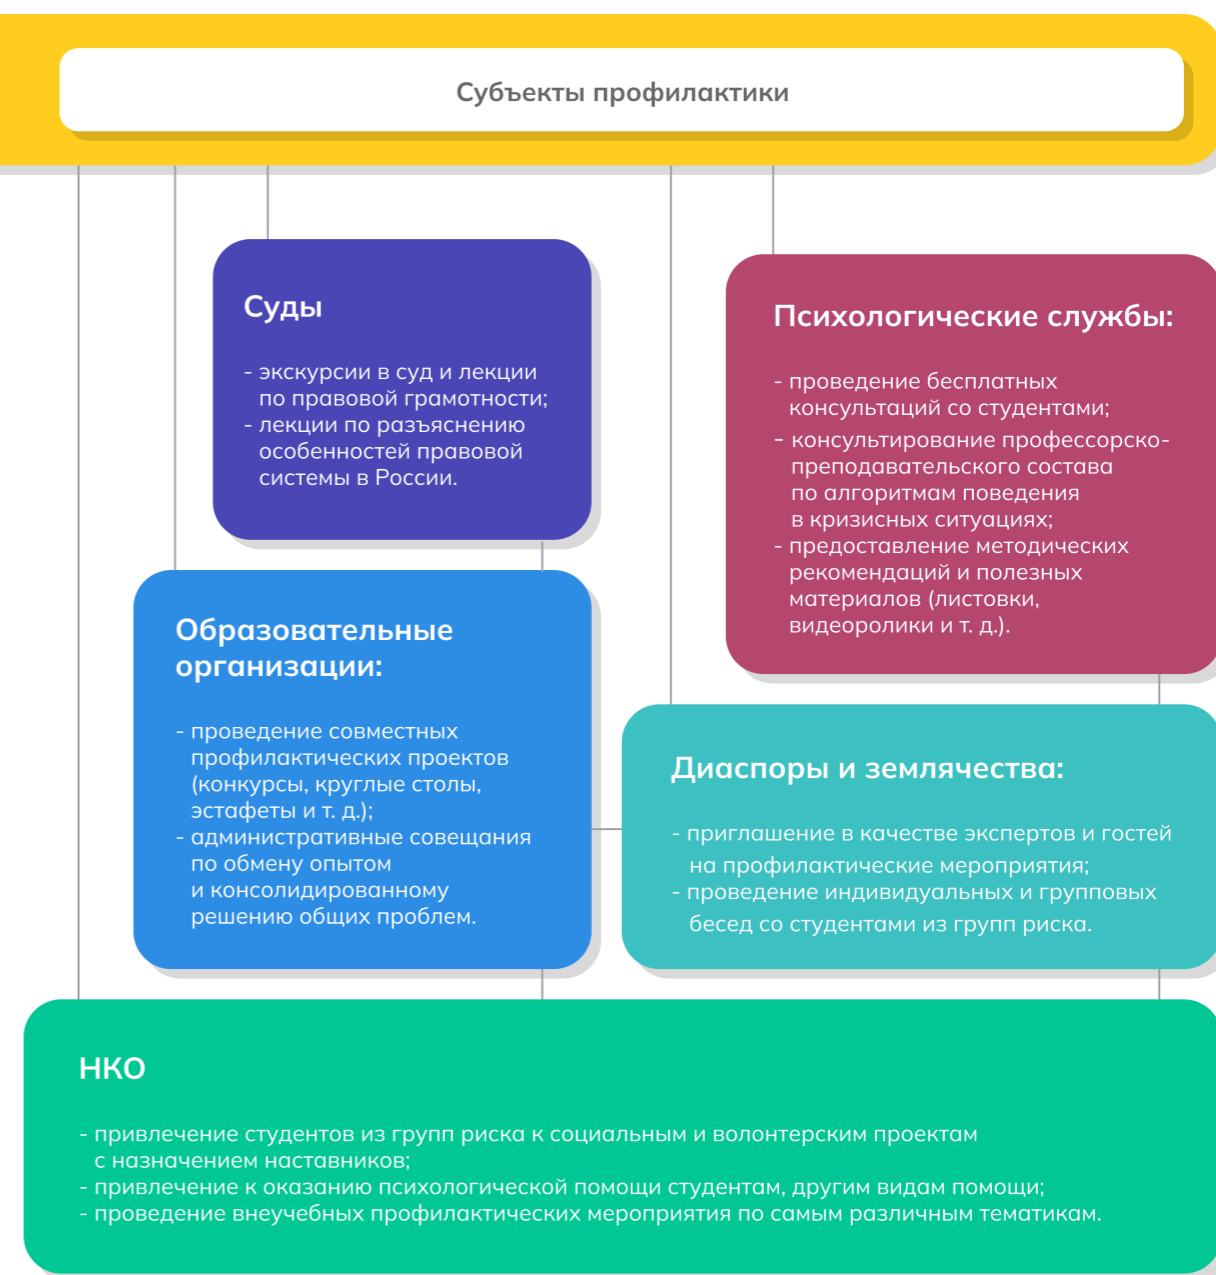 Субъекты профилактики
Суды
- экскурсии в суд и лекции
по правовой грамотности;
- лекции по разъяснению
особенностей правовой
системы в России.
Психологические службы:
- проведение бесплатных
консультаций со студентами;
- консультирование профессорско-
преподавательского состава
по алгоритмам поведения
в кризисных ситуациях;
- предоставление методических
рекомендаций и полезных
материалов (листовки,
видеоролики и т. д.).
Образовательные
организации:
- проведение совместных
профилактических проектов
(конкурсы, круглые столы,
эстафеты и т. д.);
- административные совещания
по обмену опытом
и консолидированному
решению общих проблем.
Диаспоры и землячества:
- приглашение в качестве экспертов и гостей
на профилактические мероприятия;
- проведение индивидуальных и групповых
бесед со студентами из групп риска.
НКО
- привлечение студентов из групп риска к социальным и волонтерским проектам
с назначением наставников;
- привлечение к оказанию психологической помощи студентам, другим видам помощи;
- проведение внеучебных профилактических мероприятия по самым различным тематикам.